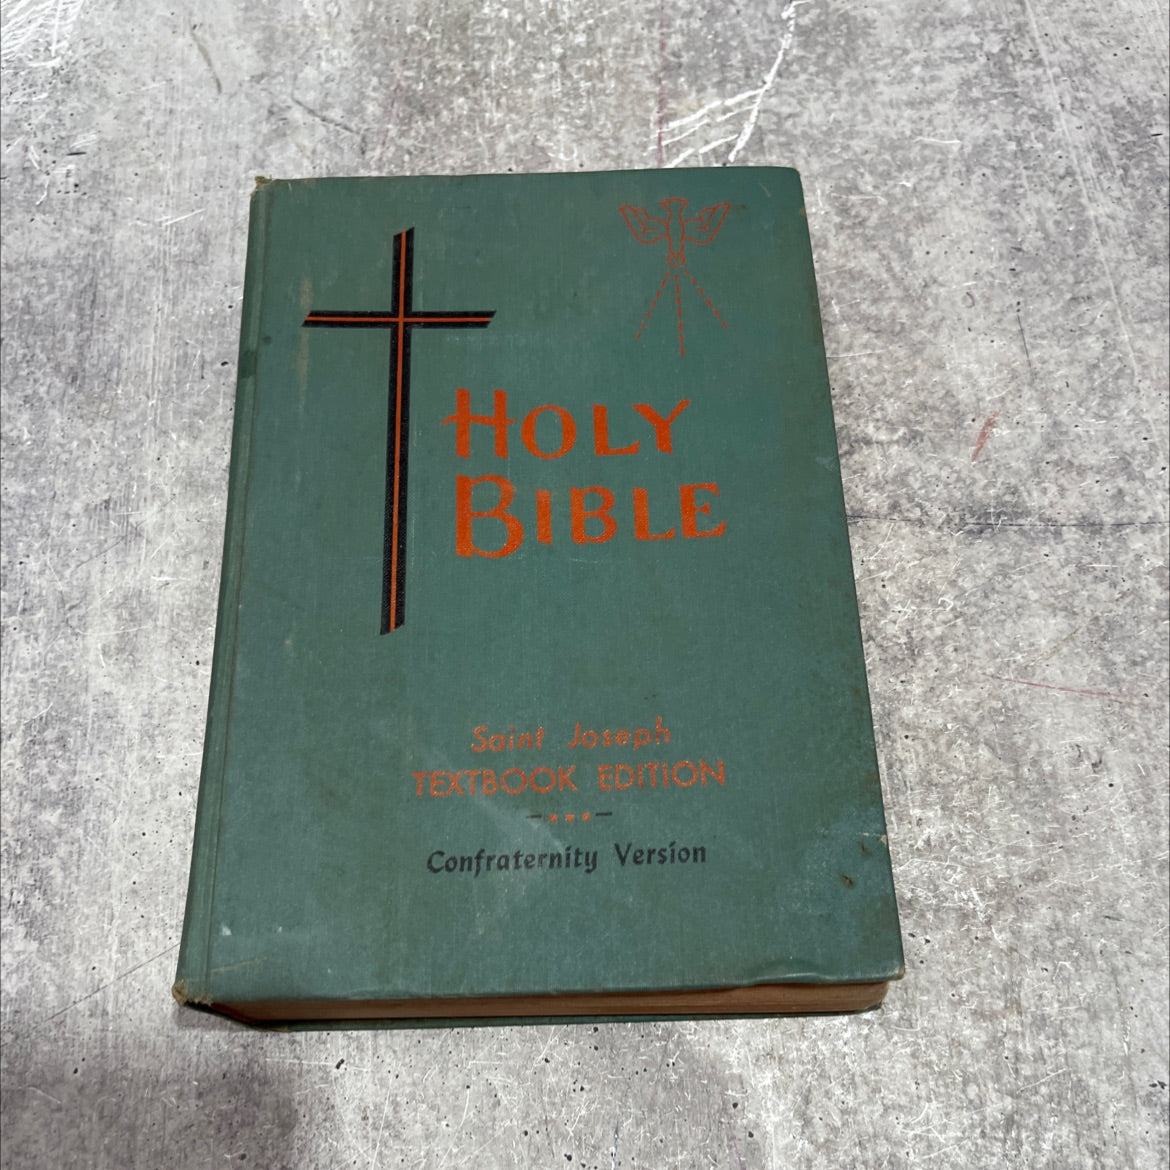 HOLY
BIBLE
Saint Joseph
TEXTBOOK EDITION
Confraternity Version